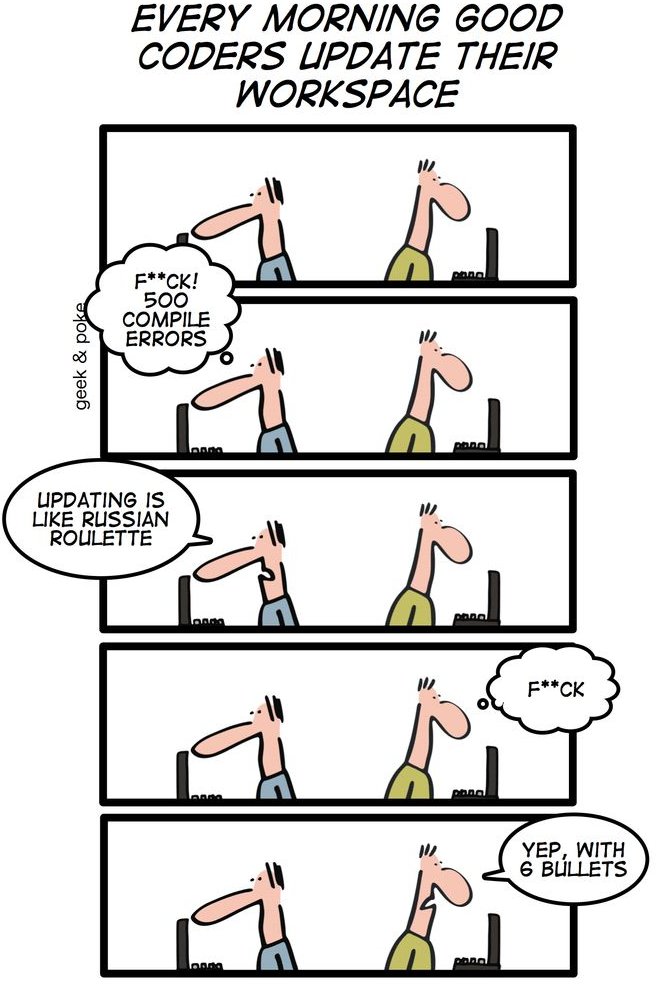 EVERY MORNING GOOD
CODERS UPDATE THEIR
WORKSPACE
F**CK!
500
COMPILE
ERRORS
geek & poke
UPDATING IS
LIKE RUSSIAN
ROULETTE
F**CK
YEP, WITH
6 BULLETS